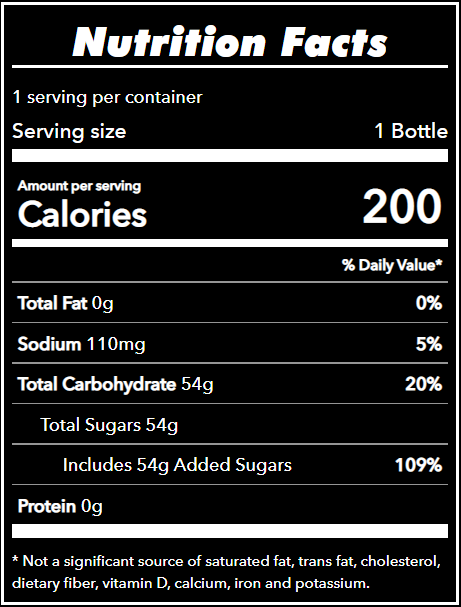 Nutrition Facts
1 serving per container
Serving size 1 Bottle
Amount per serving
Calories 200
% Daily Value*
Total Fat 0g 0%
Sodium 110mg 5%
Total Carbohydrate 54g 20%
Total Sugars 54g
Includes 54g Added Sugars 109%
Protein 0g
* Not a significant source of saturated fat, trans fat, cholesterol,
dietary fiber, vitamin D, calcium, iron and potassium.